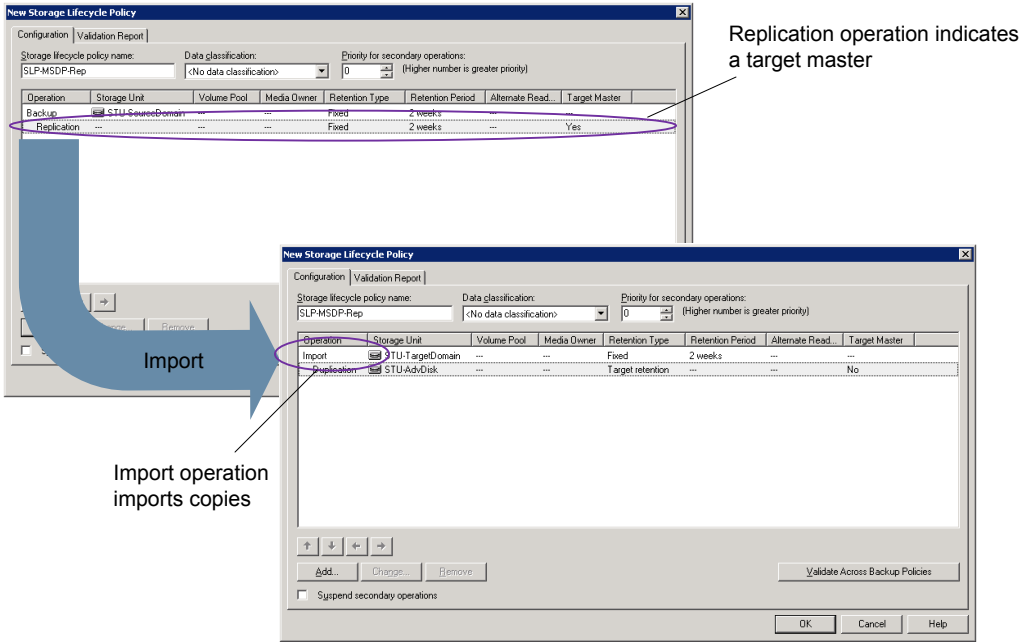 New Storage Lifecycle Policy
Configuration Validation Report
Storage lifecycle policy name: Data classification: Priority for secondary operations:
SLP-MSDP-Rep <No data classification> 0 (Higher number is greater priority)
Operation Storage Unit Volume Pool Media Owner Retention Type Retention Period Alternate Read... Target Master
Backup STU-SourceDomain --- --- Fixed 2 weeks --- ---
Replication --- --- --- Fixed 2 weeks --- Yes
Replication operation indicates
a target master
Remove
Import
New Storage Lifecycle Policy
Configuration Validation Report
Storage lifecycle policy name: Data classification: Priority for secondary operations:
SLP-MSDP-Rep <No data classification> 0 (Higher number is greater priority)
Operation Storage Unit Volume Pool Media Owner Retention Type Retention Period Alternate Read... Target Master
Import STU-TargetDomain --- --- Fixed 2 weeks --- ---
Duplication STU-AdvDisk --- --- Target retention --- --- No
Import operation
imports copies
Add... Change... Remove Validate Across Backup Policies
Suspend secondary operations
OK Cancel Help